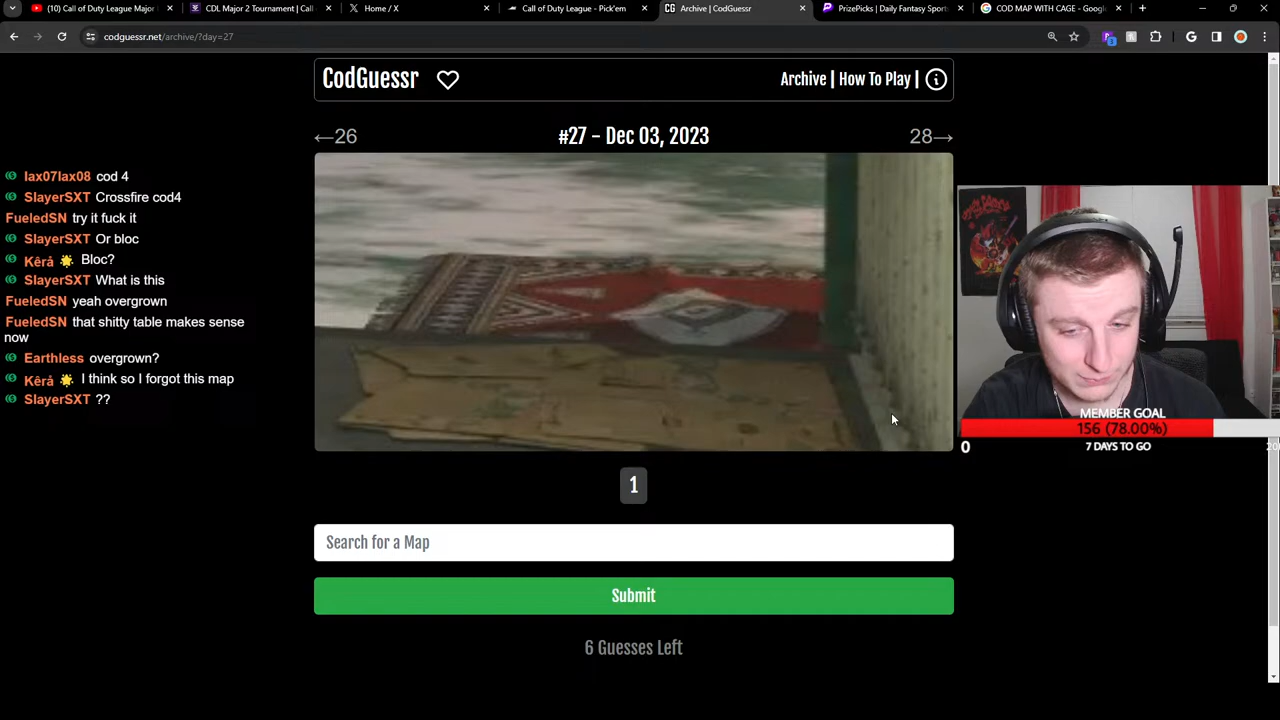 (10) Call of Duty League Major
CDL Major 2 Tournament | Call
Home / X
Call of Duty League - Pick'em
CG Archive | CodGuessr
PrizePicks | Daily Fantasy Sport
COD MAP WITH CAGE - Googl
codguessr.net/archive/?day=27
CodGuessr
Archive | How To Play |
←26
#27 - Dec 03, 2023
28→
lax07lax08 cod 4
SlayerSXT Crossfire cod4
FueledSN try it fuck it
SlayerSXT Or bloc
Kêrå Bloc?
SlayerSXT What is this
FueledSN yeah overgrown
FueledSN that shitty table makes sense
now
Earthless overgrown?
Kêrå I think so I forgot this map
SlayerSXT ??
MEMBER GOAL
156 (78.00%)
0
20
7 DAYS TO GO
1
Search for a Map
Submit
6 Guesses Left